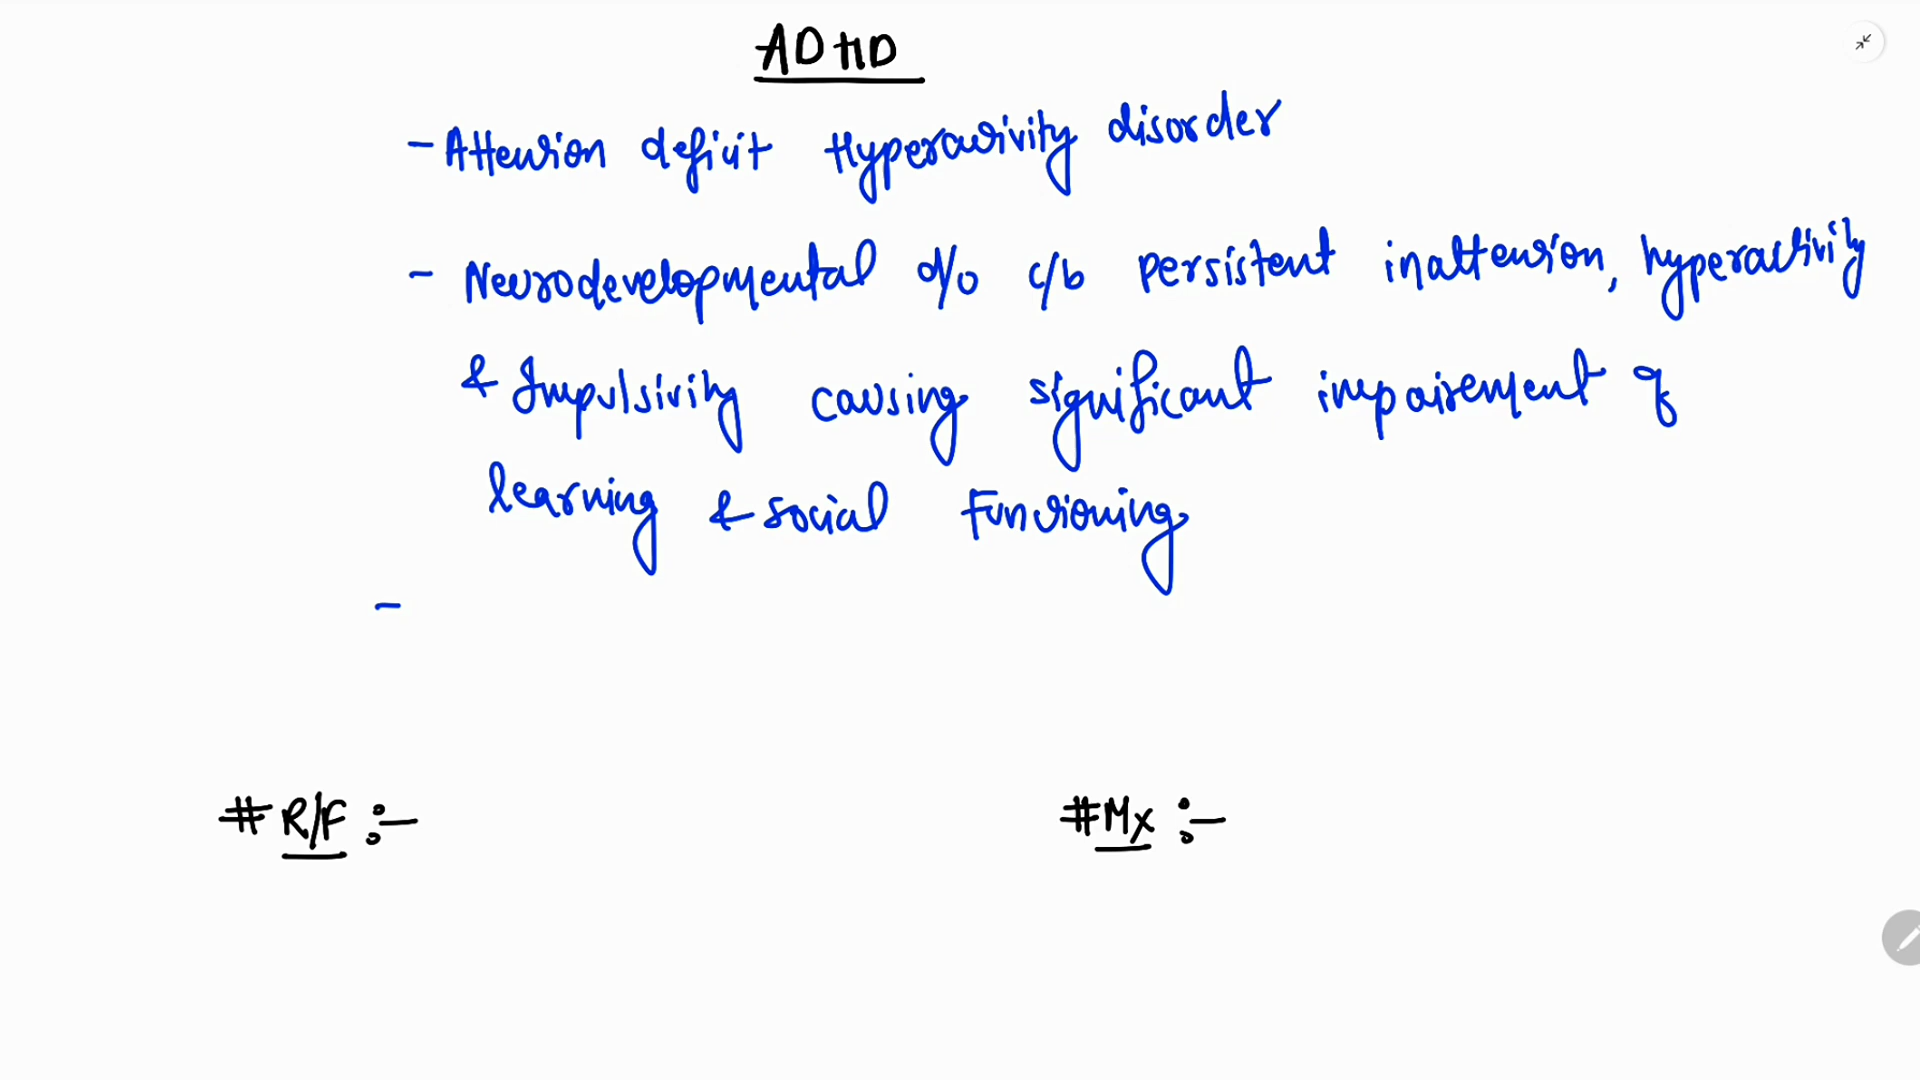 ADHD
- Attention deficit Hyperactivity disorder
- Neurodevelopmental d/o c/b persistent inattention, hyperactivity
& Impulsivity causing significant impairement of
learning & social Functioning
-
# R/F :-
# Mx :-